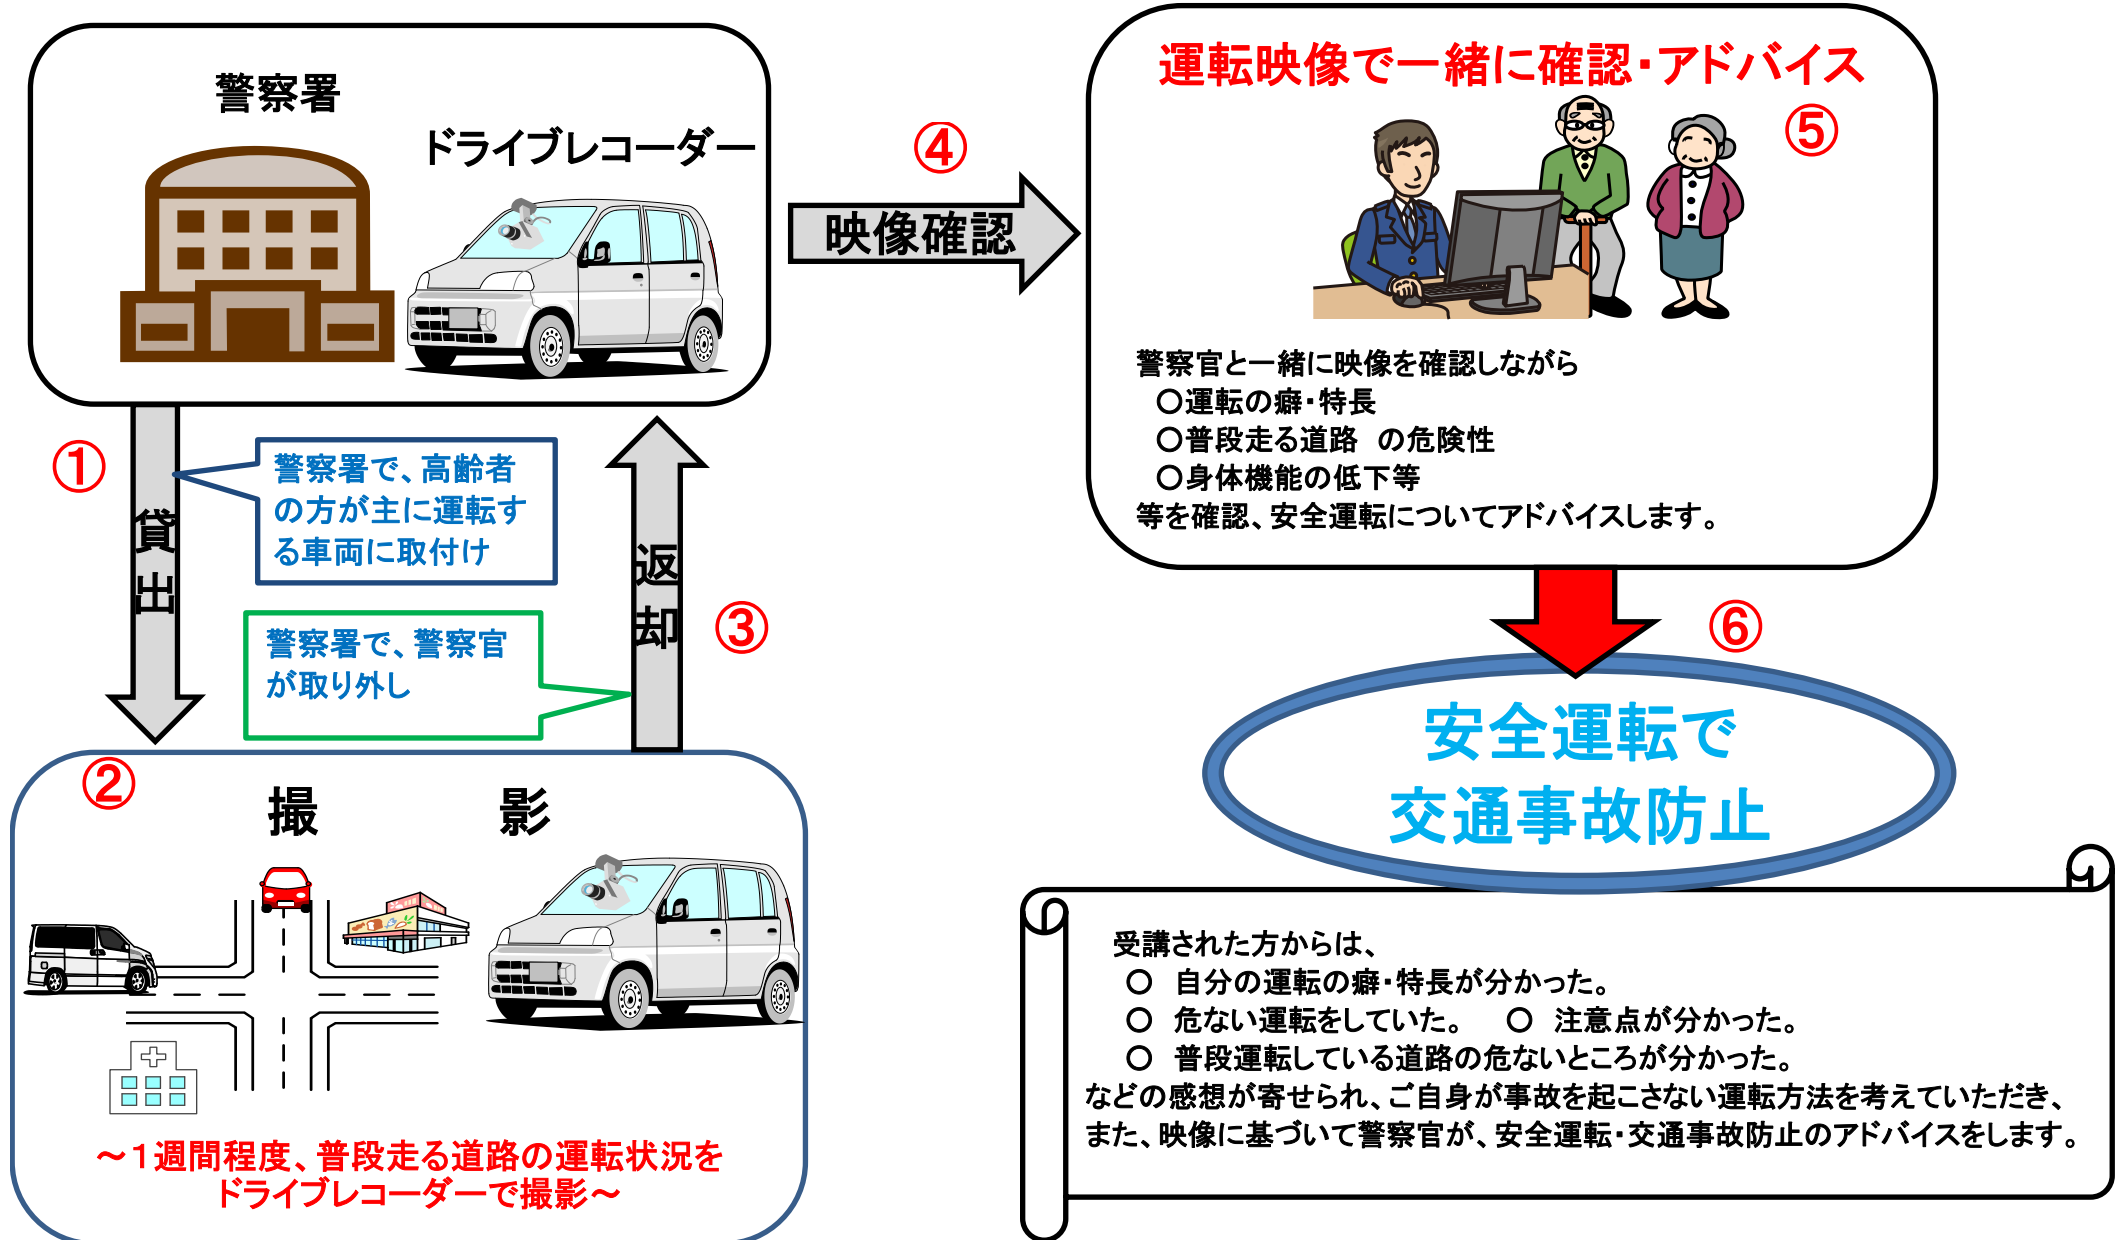 警察署
ドライブレコーダー
①
貸出
警察署で、高齢者
の方が主に運転す
る車両に取付け
②
撮 影
～１週間程度、普段走る道路の運転状況を
ドライブレコーダーで撮影～
③
返却
警察署で、警察官
が取り外し
④
映像確認
運転映像で一緒に確認・アドバイス
⑤
警察官と一緒に映像を確認しながら
○運転の癖・特長
○普段走る道路 の危険性
○身体機能の低下等
等を確認、安全運転についてアドバイスします。
⑥
安全運転で
交通事故防止
受講された方からは、
○ 自分の運転の癖・特長が分かった。
○ 危ない運転をしていた。 ○ 注意点が分かった。
○ 普段運転している道路の危ないところが分かった。
などの感想が寄せられ、ご自身が事故を起こさない運転方法を考えていただき、
また、映像に基づいて警察官が、安全運転・交通事故防止のアドバイスをします。